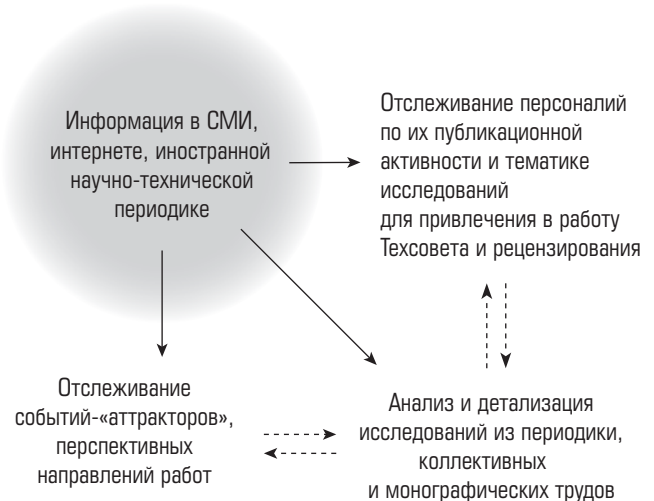 Информация в СМИ,
интернете, иностранной
научно-технической
периодике
Отслеживание персоналий
по их публикационной
активности и тематике
исследований
для привлечения в работу
Техсовета и рецензирования
Отслеживание
событий-«аттракторов»,
перспективных
направлений работ
Анализ и детализация
исследований из периодики,
коллективных
и монографических трудов